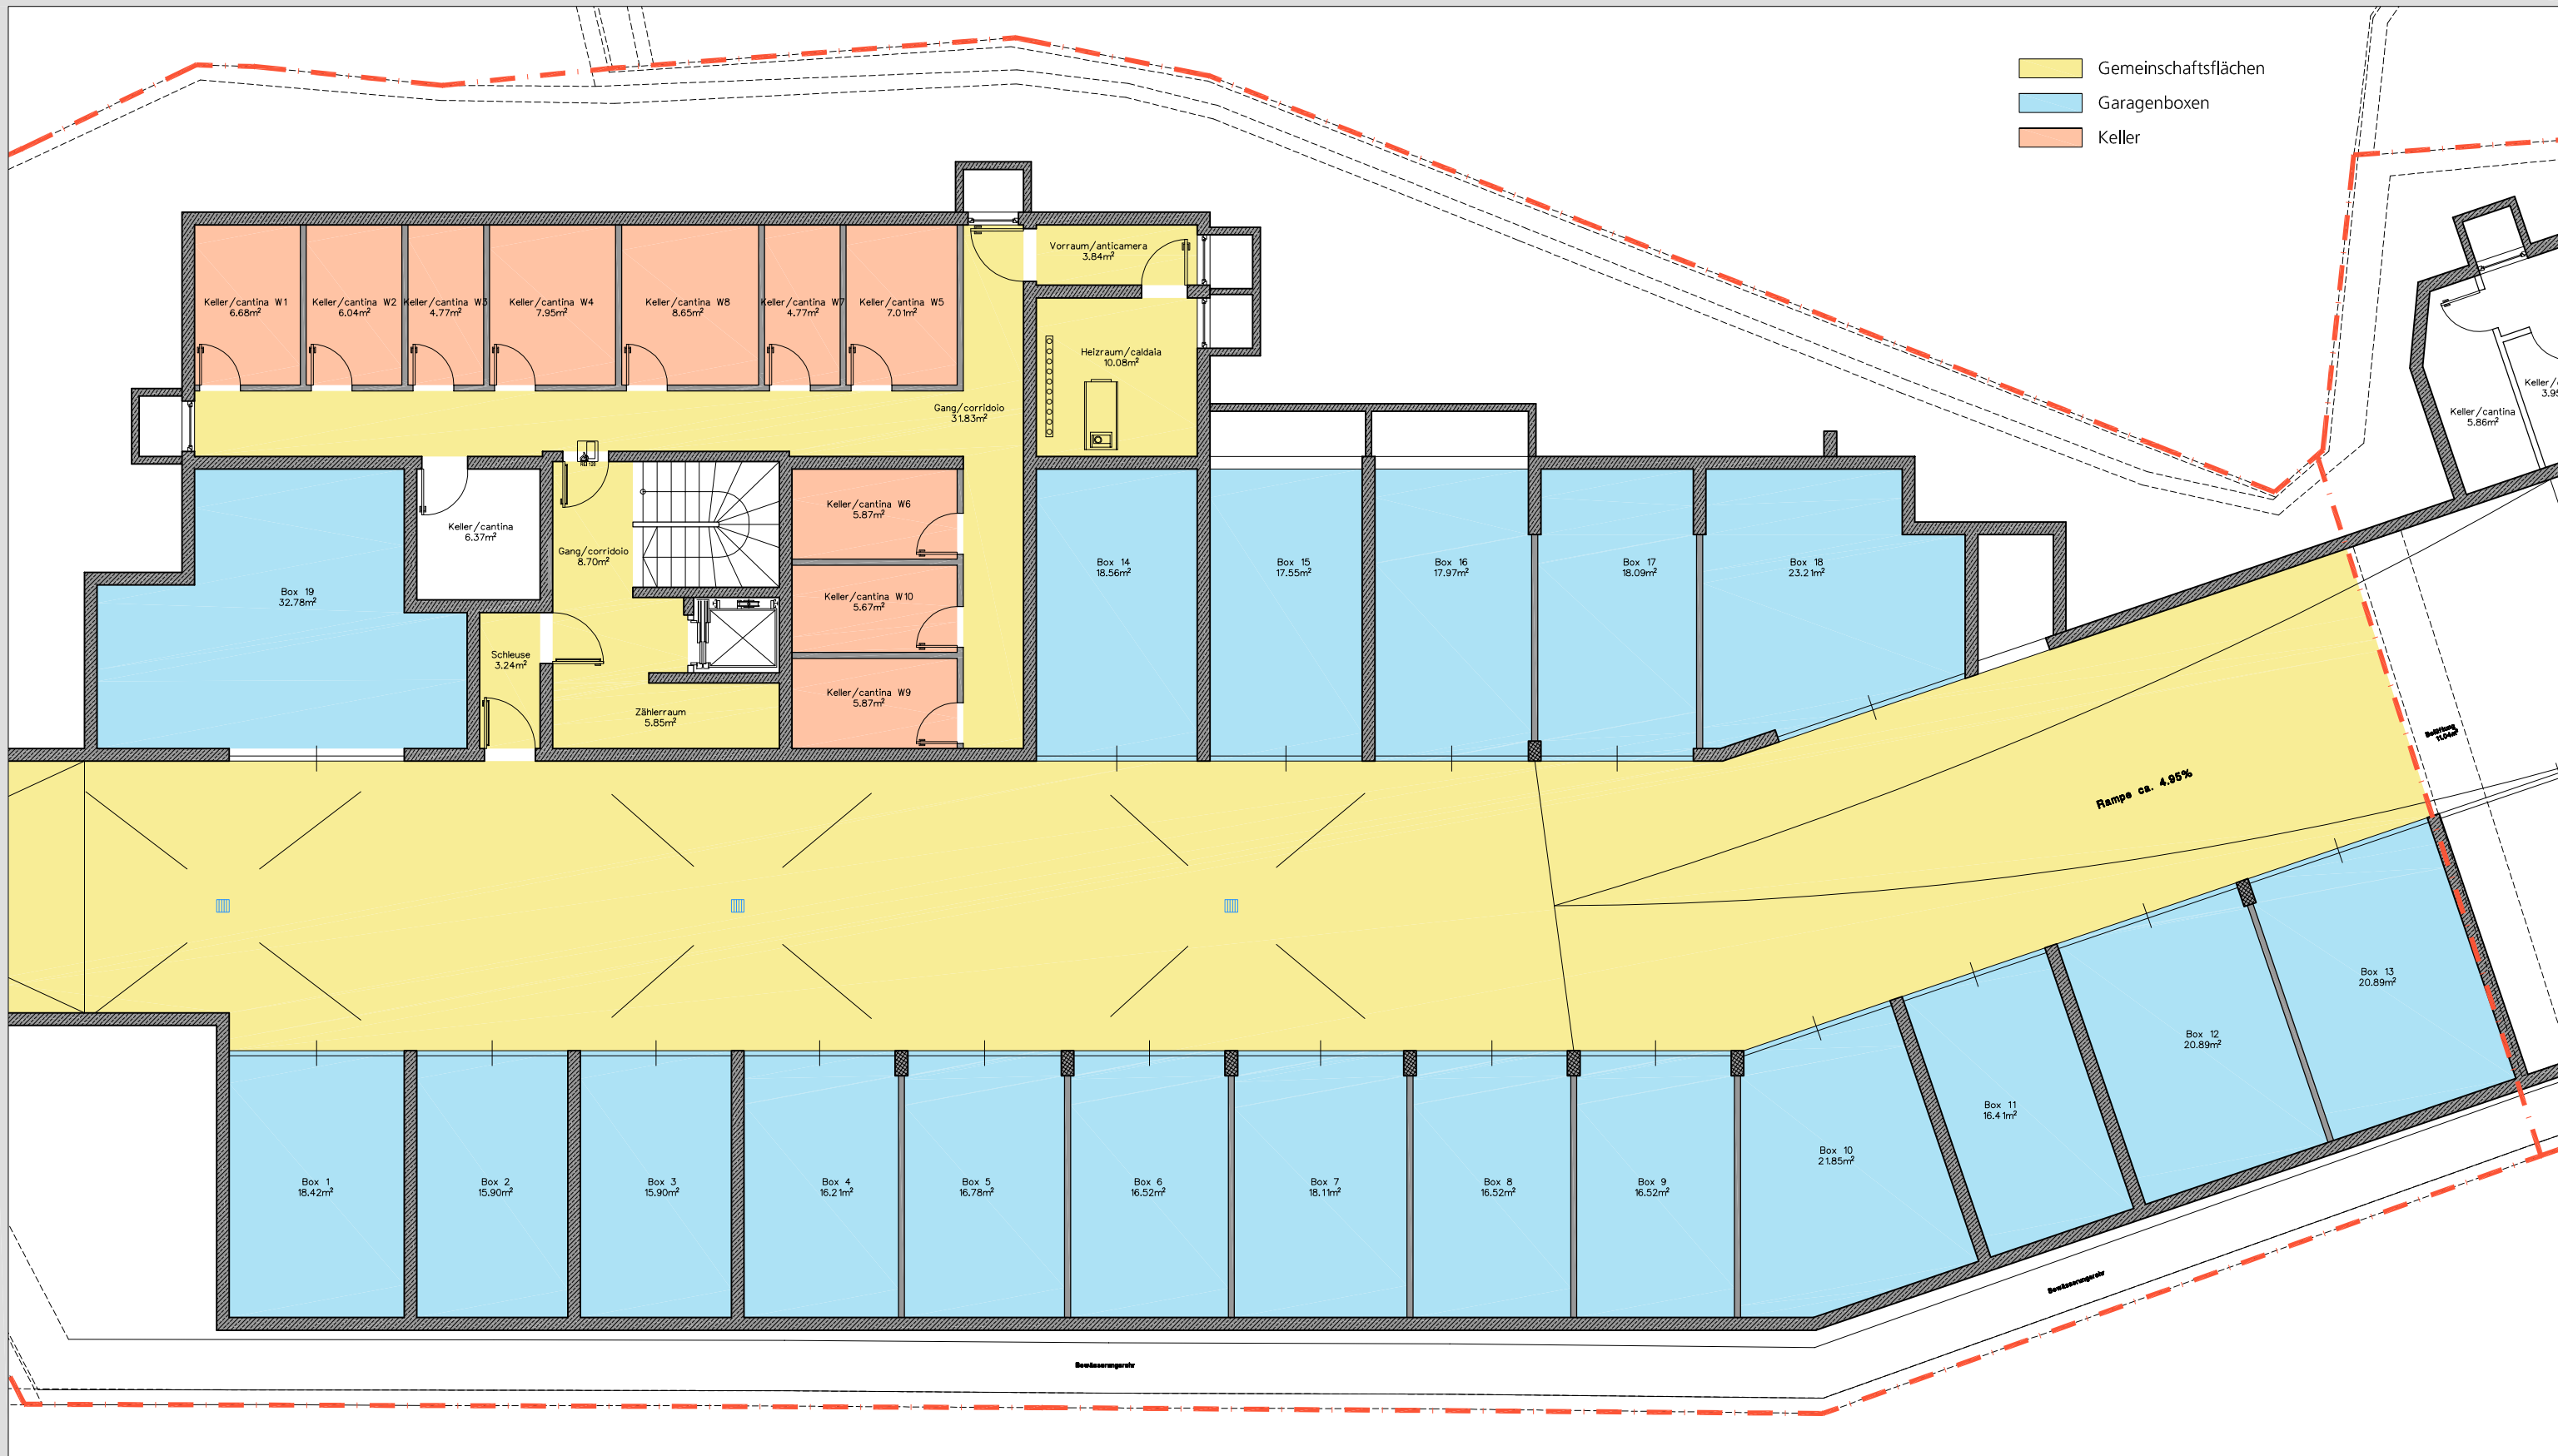 Gemeinschaftsflächen
Garagenboxen
Keller
Vorraum/anticamera
3.84m²
Keller/cantina W1
6.68m²
Keller/cantina W2
6.04m²
Keller/cantina W3
4.77m²
Keller/cantina W4
7.95m²
Keller/cantina W8
8.65m²
Keller/cantina W7
4.77m²
Keller/cantina W5
7.01m²
Heizraum/caldaia
10.08m²
Gang/corridoio
31.83m²
Keller/cantina
5.86m²
Keller/
3.95
Keller/cantina
6.37m²
Gang/corridoio
8.70m²
Keller/cantina W6
5.87m²
Keller/cantina W10
5.67m²
Keller/cantina W9
5.87m²
Box 14
18.56m²
Box 15
17.55m²
Box 16
17.97m²
Box 17
18.09m²
Box 18
23.21m²
Box 19
32.78m²
Schleuse
3.24m²
Zählerraum
5.85m²
Belüftung
11.04m²
Rampe ca. 4.95%
Box 13
20.89m²
Box 12
20.89m²
Box 11
16.41m²
Box 10
21.85m²
Box 1
18.42m²
Box 2
15.90m²
Box 3
15.90m²
Box 4
16.21m²
Box 5
16.78m²
Box 6
16.52m²
Box 7
18.11m²
Box 8
16.52m²
Box 9
16.52m²
Bewässerungsrohr
Bewässerungsrohr